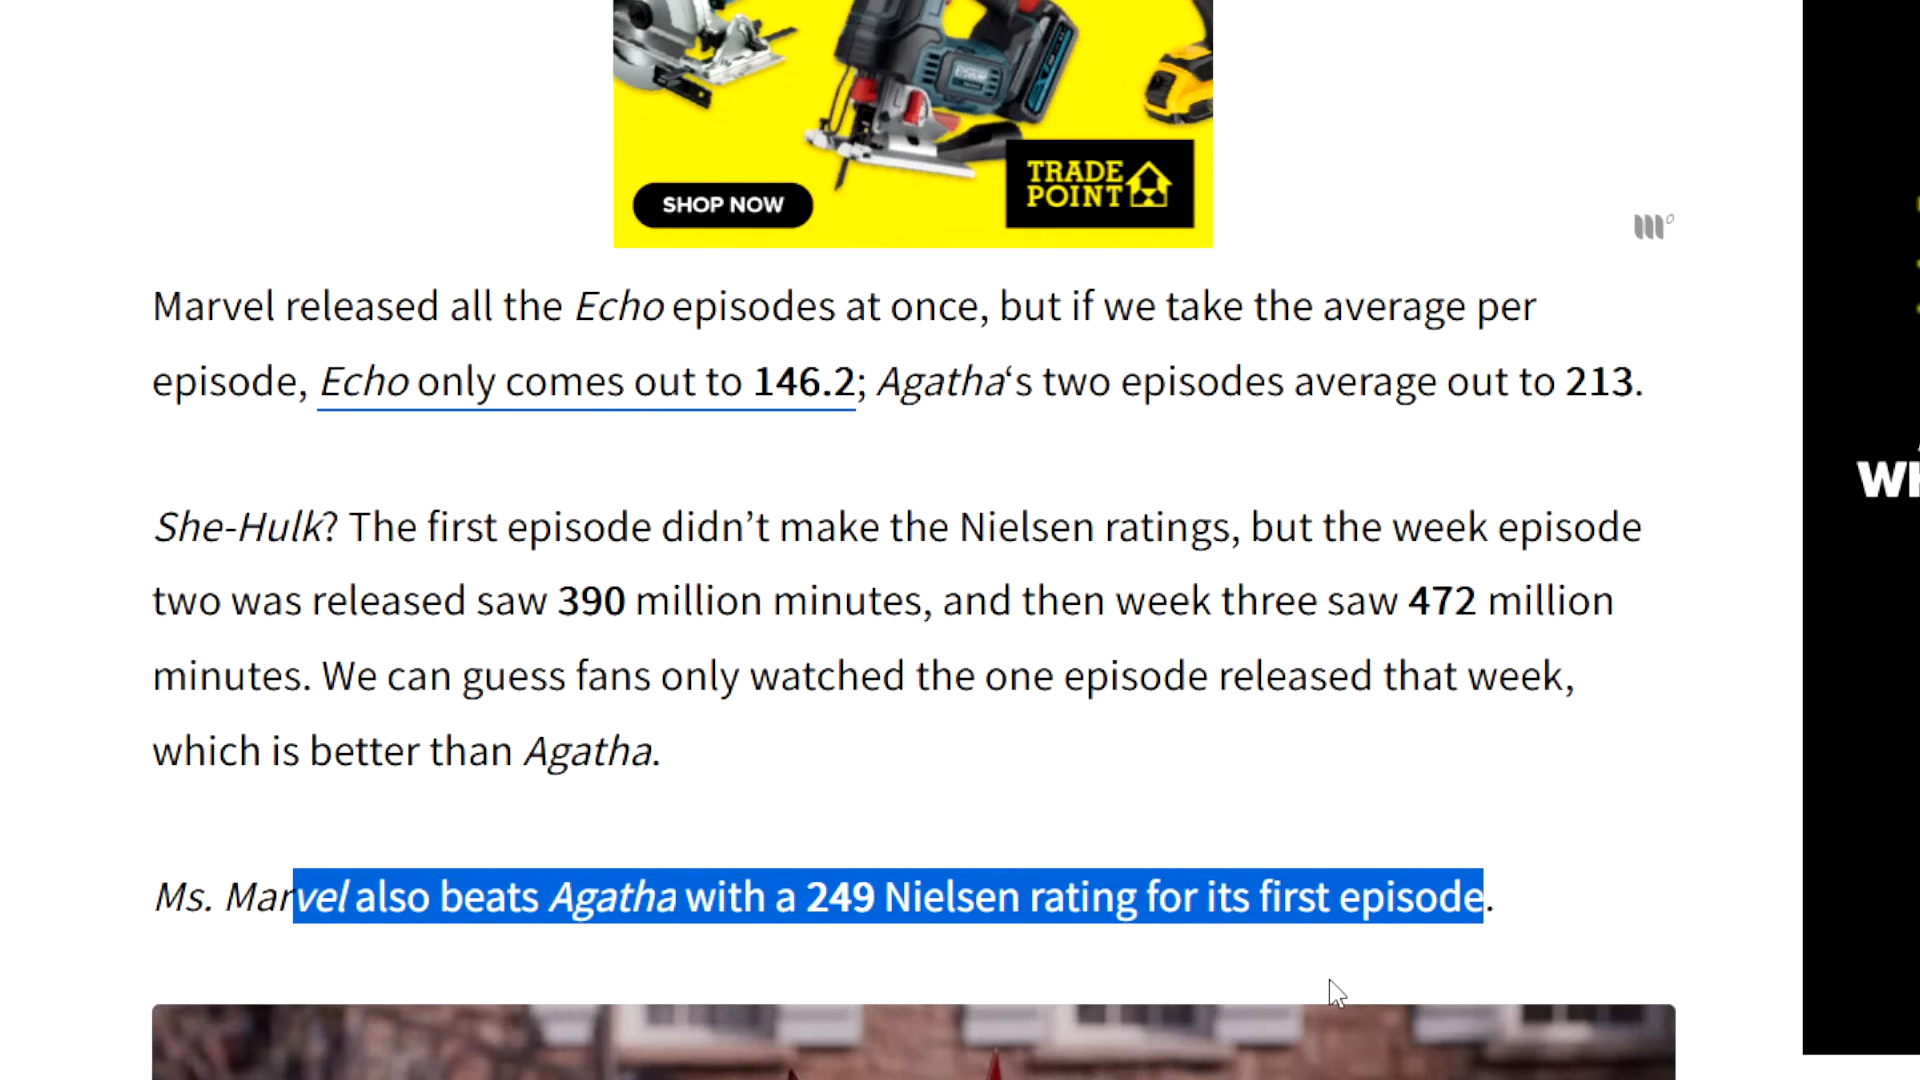 SHOP NOW
TRADE
POINT
Marvel released all the Echo episodes at once, but if we take the average per
episode, Echo only comes out to 146.2; Agatha‘s two episodes average out to 213.
She-Hulk? The first episode didn’t make the Nielsen ratings, but the week episode
two was released saw 390 million minutes, and then week three saw 472 million
minutes. We can guess fans only watched the one episode released that week,
which is better than Agatha.
Ms. Marvel also beats Agatha with a 249 Nielsen rating for its first episode.